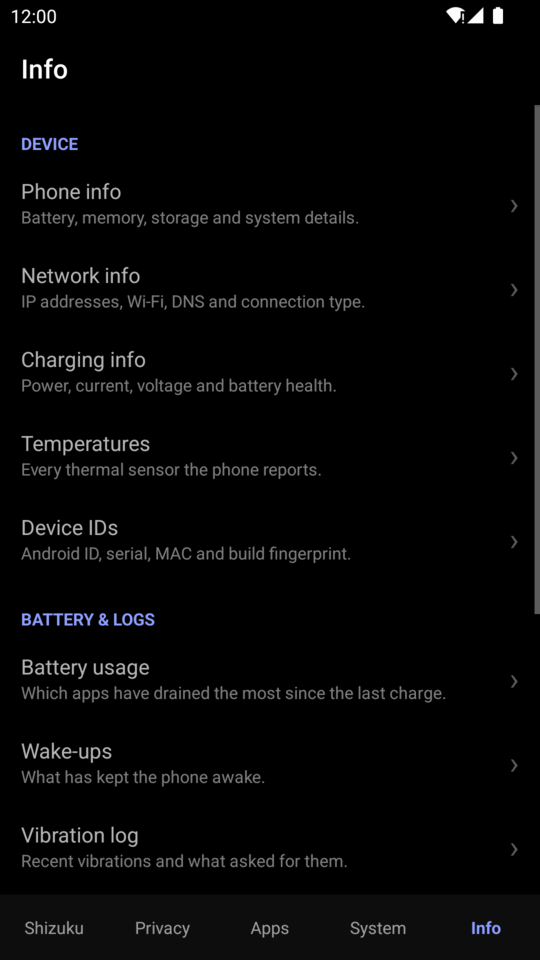 12:00
Info
DEVICE
Phone info
Battery, memory, storage and system details.
Network info
IP addresses, Wi-Fi, DNS and connection type.
Charging info
Power, current, voltage and battery health.
Temperatures
Every thermal sensor the phone reports.
Device IDs
Android ID, serial, MAC and build fingerprint.
BATTERY & LOGS
Battery usage
Which apps have drained the most since the last charge.
Wake-ups
What has kept the phone awake.
Vibration log
Recent vibrations and what asked for them.
Shizuku Privacy Apps System Info